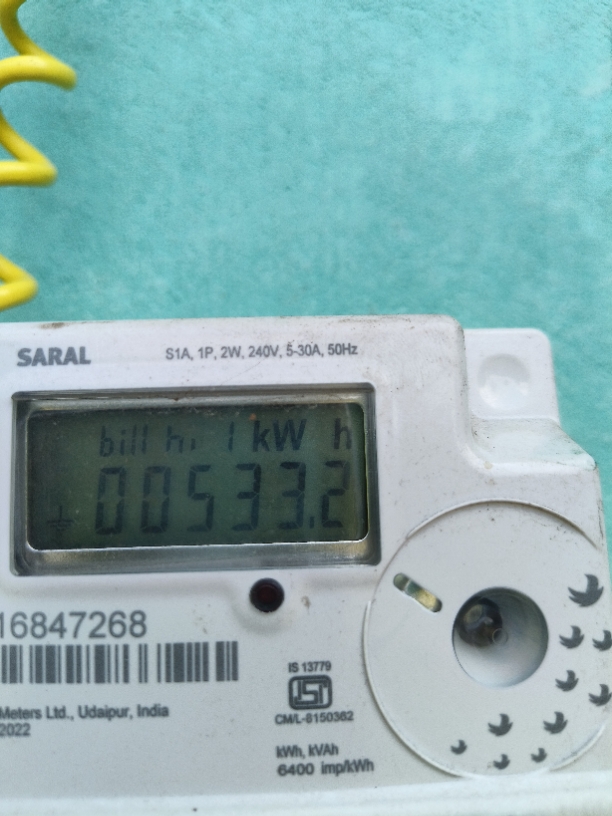 SARAL
S1A, 1P, 2W, 240V, 5-30A, 50Hz
bill hi 1 kW h
00533.2
16847268
Meters Ltd., Udaipur, India
2022
IS 13779
ISI
CM/L-8150362
kWh, kVAh
6400 imp/kWh